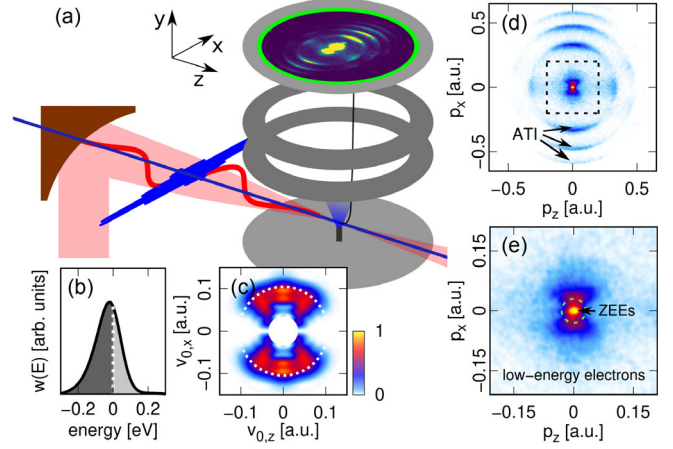 (a)
y
x
z
(b)
w(E) [arb. units]
−0.2
0
0.2
energy [eV]
(c)
v0,x [a.u.]
0.1
0
−0.1
−0.1
0
0.1
v0,z [a.u.]
1
0
(d)
px [a.u.]
0.5
0
−0.5
ATI
−0.5
0
0.5
pz [a.u.]
(e)
px [a.u.]
0.15
0
−0.15
ZEEs
low-energy electrons
−0.15
0
0.15
pz [a.u.]